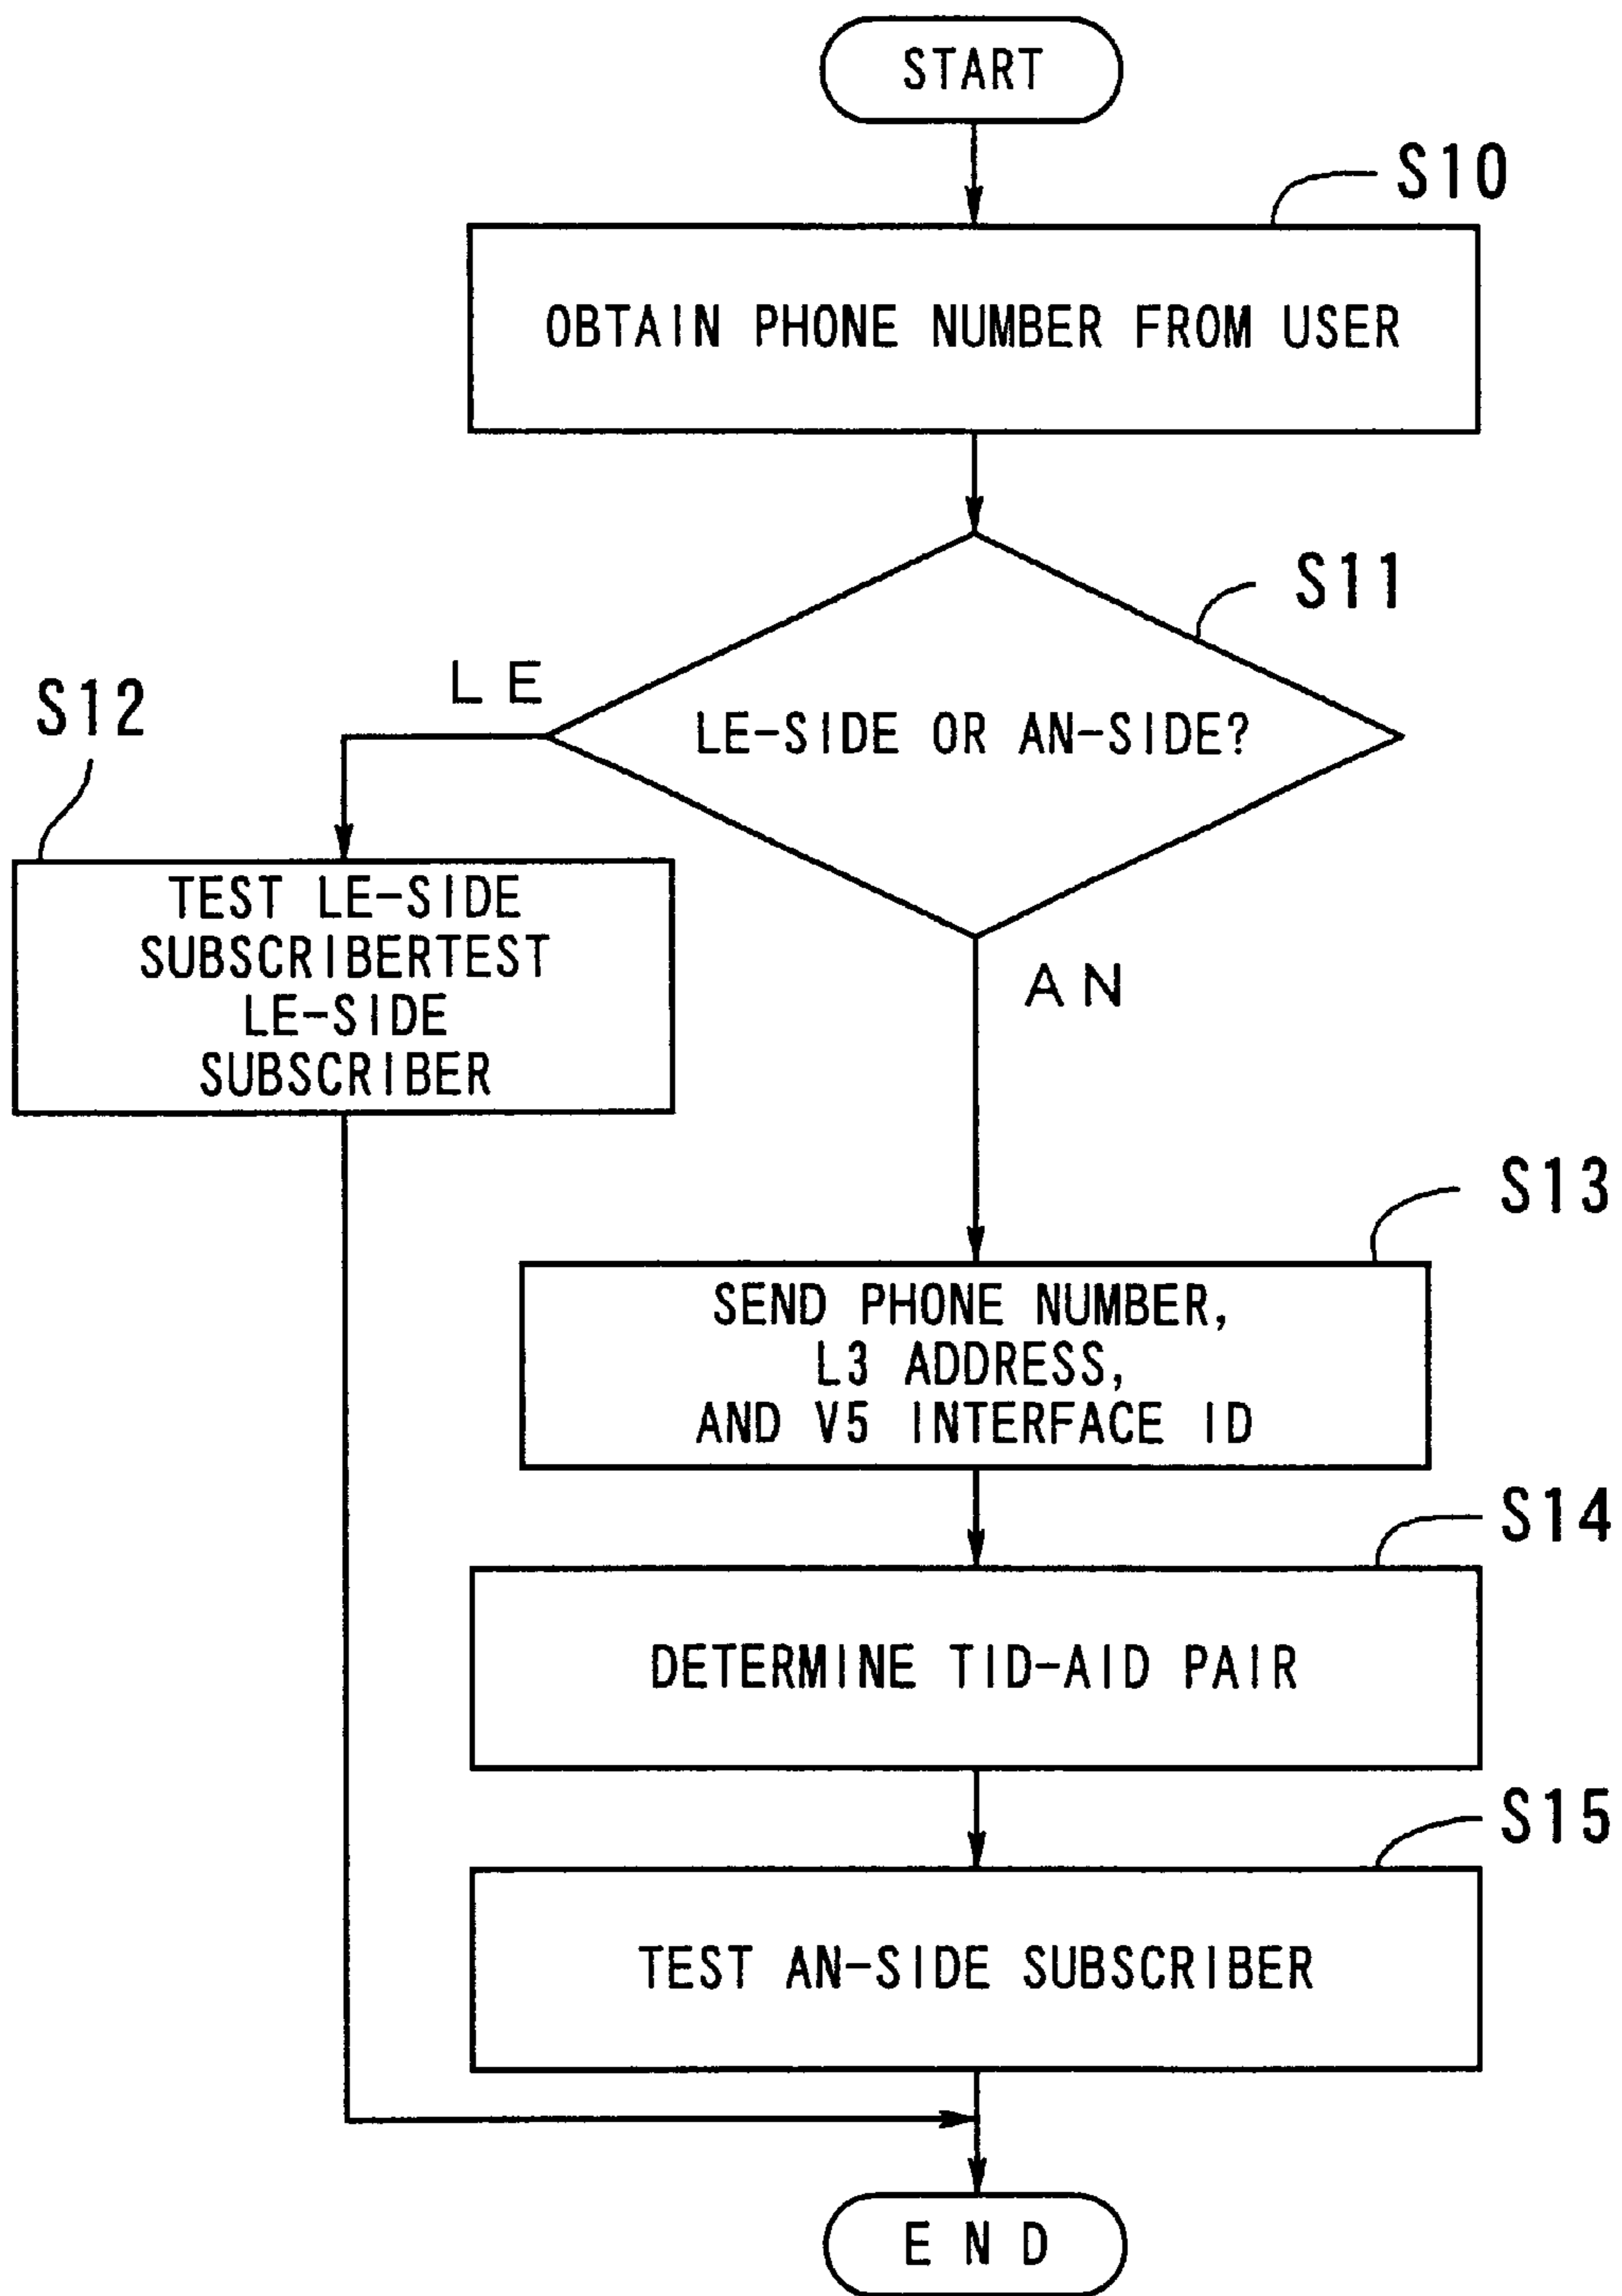 START
S10
OBTAIN PHONE NUMBER FROM USER
S11
LE-SIDE OR AN-SIDE?
LE
S12
TEST LE-SIDE
SUBSCRIBERTEST
LE-SIDE
SUBSCRIBER
AN
S13
SEND PHONE NUMBER,
L3 ADDRESS,
AND V5 INTERFACE ID
S14
DETERMINE TID-AID PAIR
S15
TEST AN-SIDE SUBSCRIBER
END